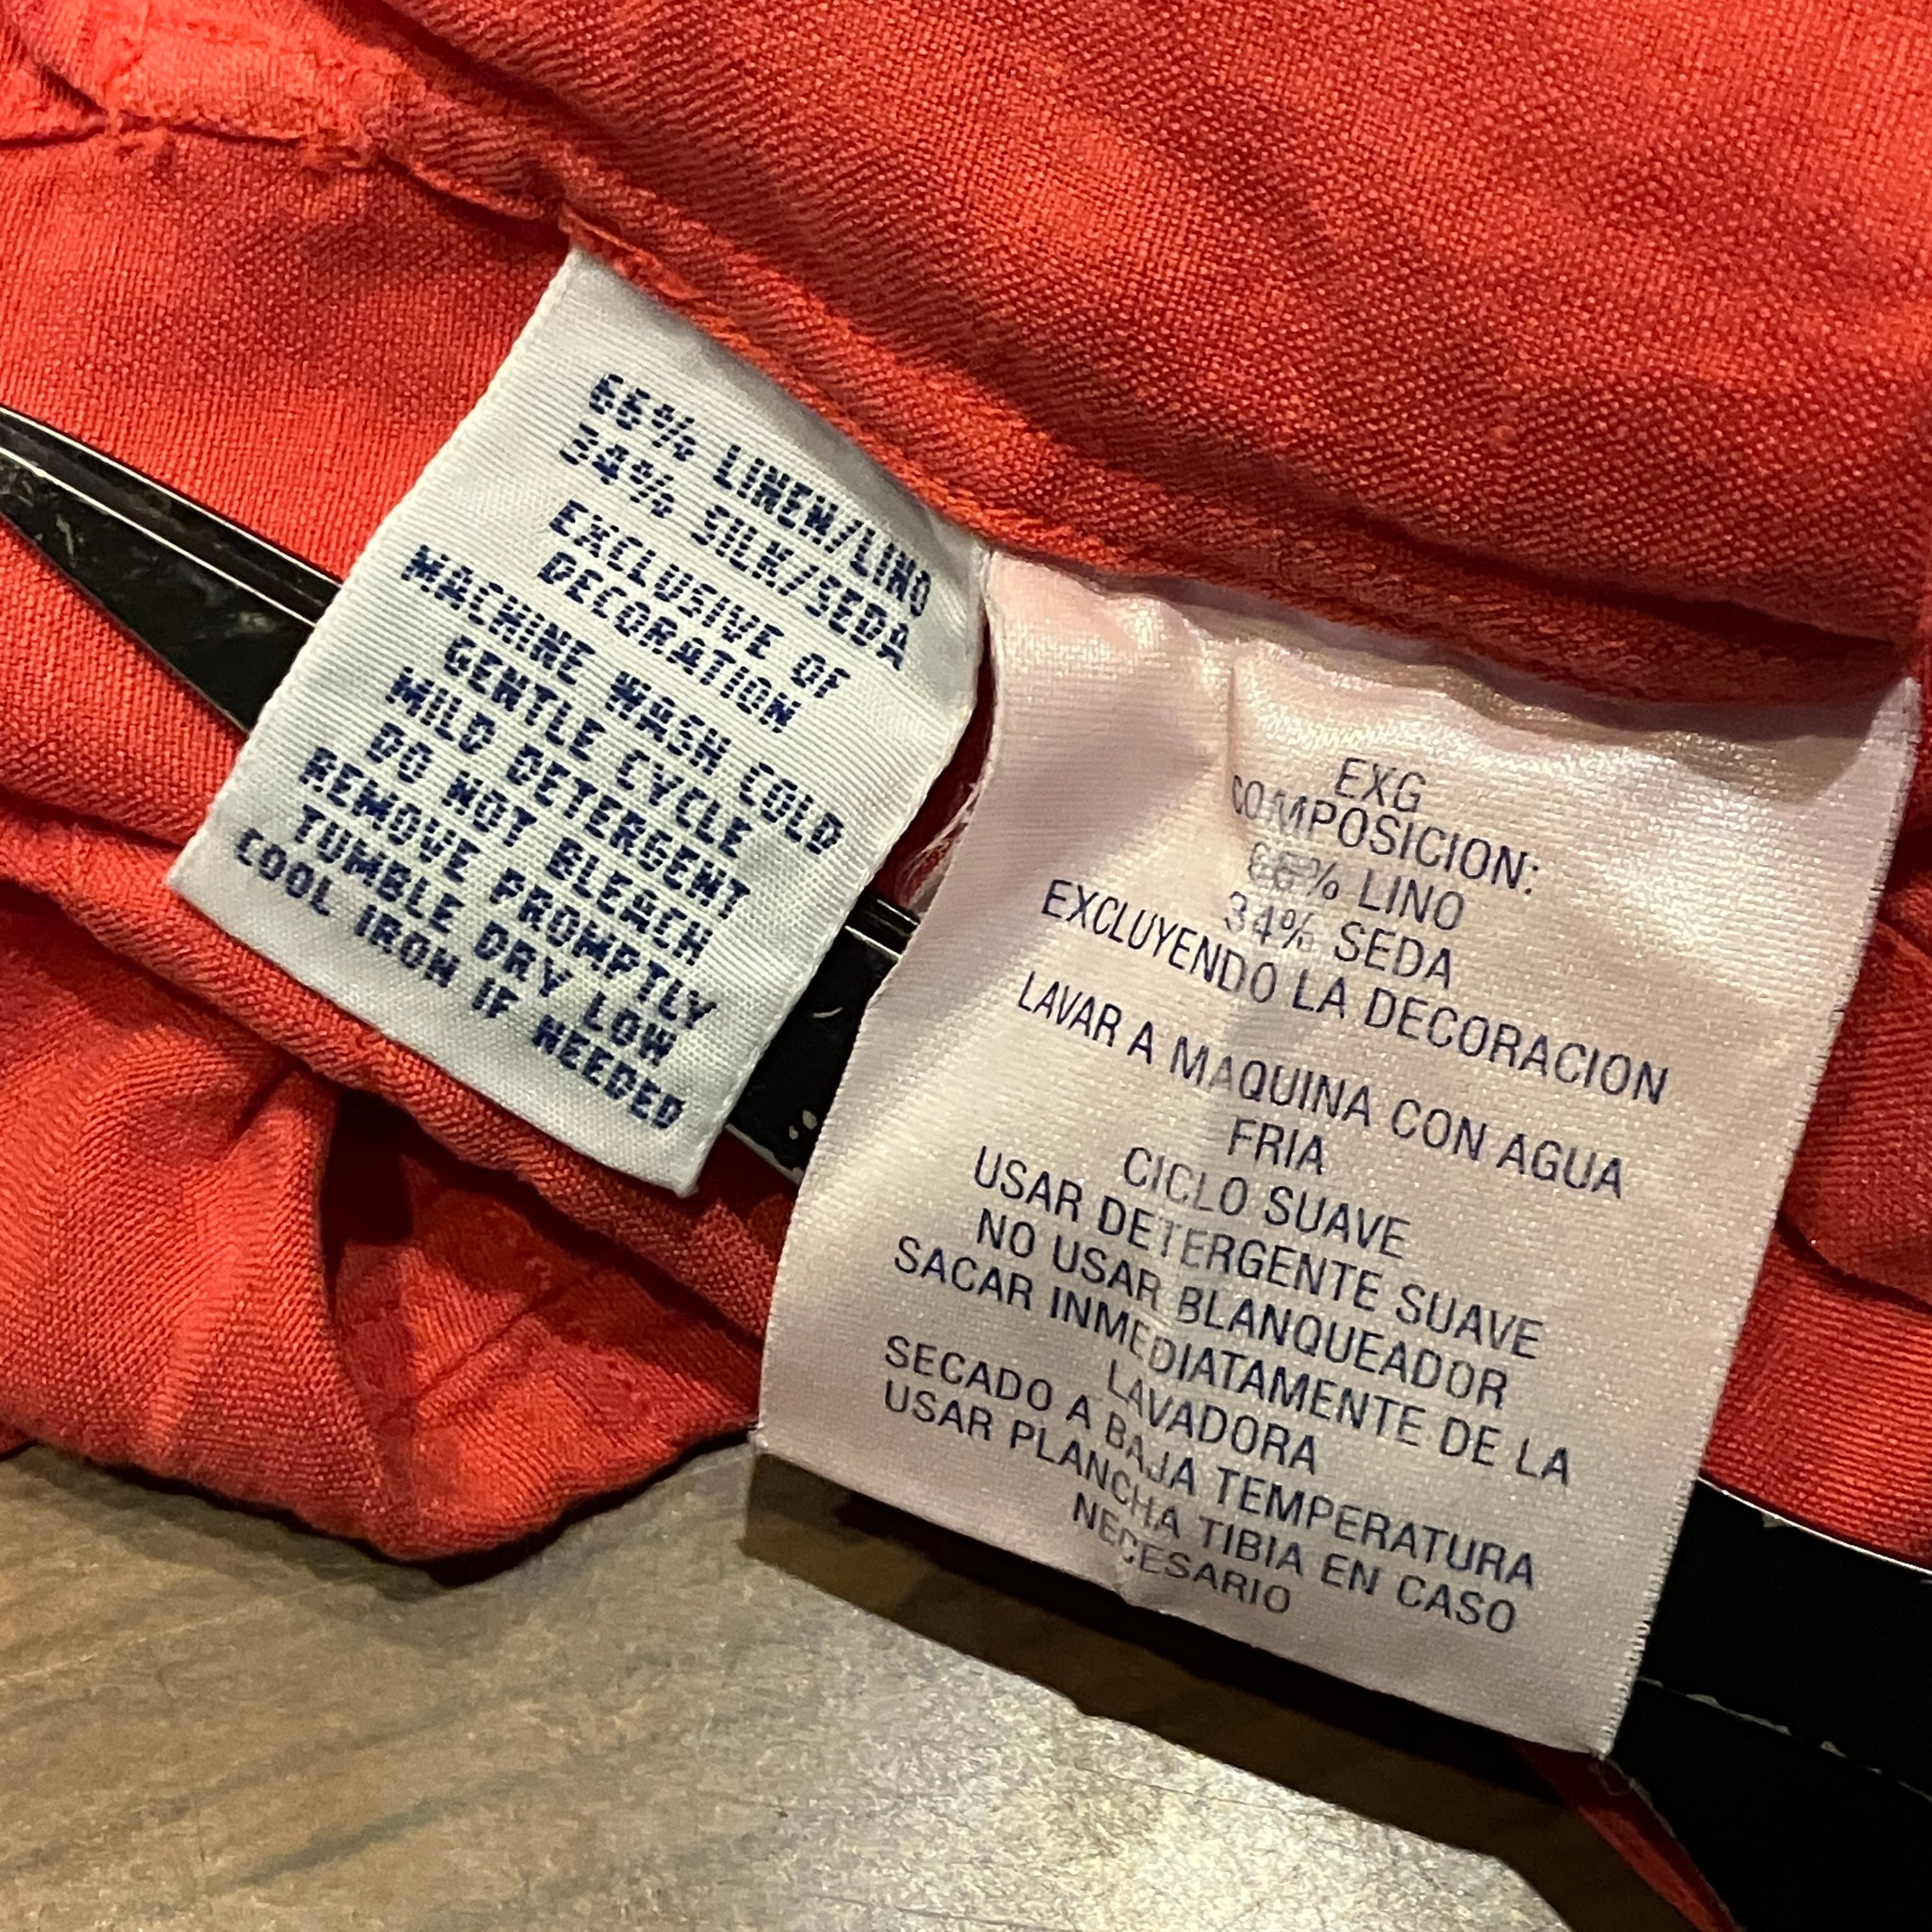 66% LINEN/LINO
34% SILK/SEDA
EXCLUSIVE OF
DECORATION
MACHINE WASH COLD
GENTLE CYCLE
MILD DETERGENT
DO NOT BLEACH
REMOVE PROMPTLY
TUMBLE DRY LOW
COOL IRON IF NEEDED
EXG
COMPOSICION:
66% LINO
34% SEDA
EXCLUYENDO LA DECORACION
LAVAR A MAQUINA CON AGUA
FRIA
CICLO SUAVE
USAR DETERGENTE SUAVE
NO USAR BLANQUEADOR
SACAR INMEDIATAMENTE DE LA
LAVADORA
SECADO A BAJA TEMPERATURA
USAR PLANCHA TIBIA EN CASO
NECESARIO